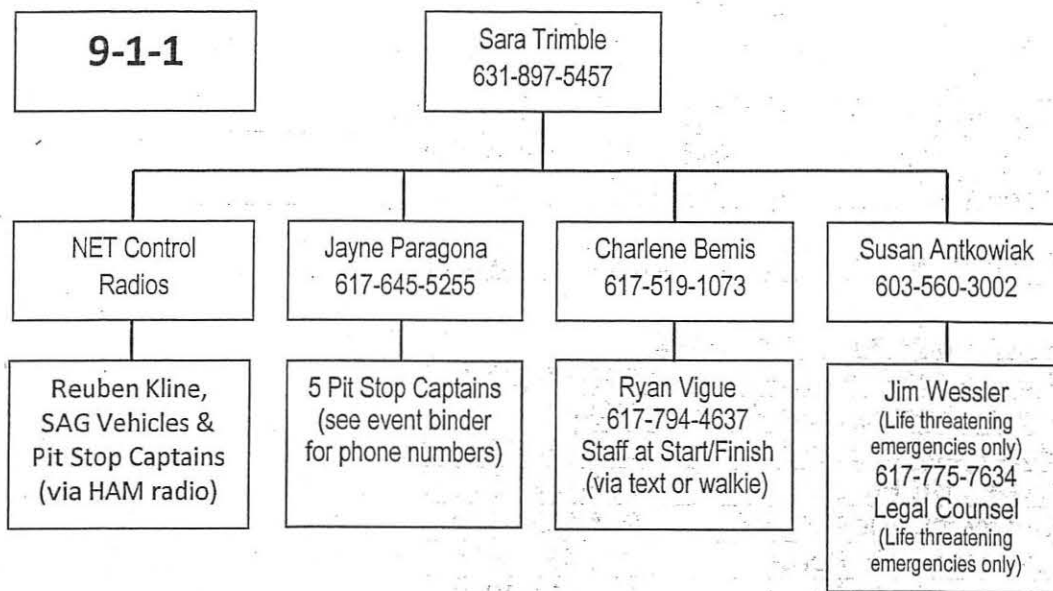 9-1-1
Sara Trimble
631-897-5457
NET Control
Radios
Jayne Paragona
617-645-5255
Charlene Bemis
617-519-1073
Susan Antkowiak
603-560-3002
Reuben Kline,
SAG Vehicles &
Pit Stop Captains
(via HAM radio)
5 Pit Stop Captains
(see event binder
for phone numbers)
Ryan Vigue
617-794-4637
Staff at Start/Finish
(via text or walkie)
Jim Wessler
(Life threatening
emergencies only)
617-775-7634
Legal Counsel
(Life threatening
emergencies only)